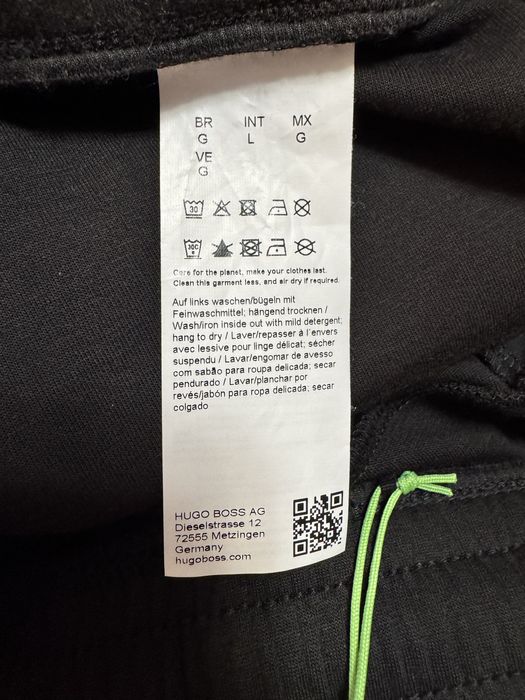 BR INT MX
G L G
VE
G
30
30C
Care for the planet, make your clothes last.
Clean this garment less, and air dry if required.
Auf links waschen/bügeln mit
Feinwaschmittel; hängend trocknen /
Wash/iron inside out with mild detergent;
hang to dry / Laver/repasser à l'envers
avec lessive pour linge délicat; sécher
suspendu / Lavar/engomar de avesso
com sabão para roupa delicada; secar
pendurado / Lavar/planchar por
revés/jabón para ropa delicada; secar
colgado
HUGO BOSS AG
Dieselstrasse 12
72555 Metzingen
Germany
hugoboss.com